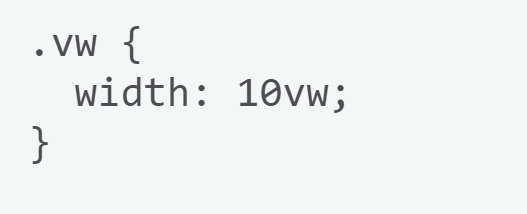 .vw {
  width: 10vw;
}